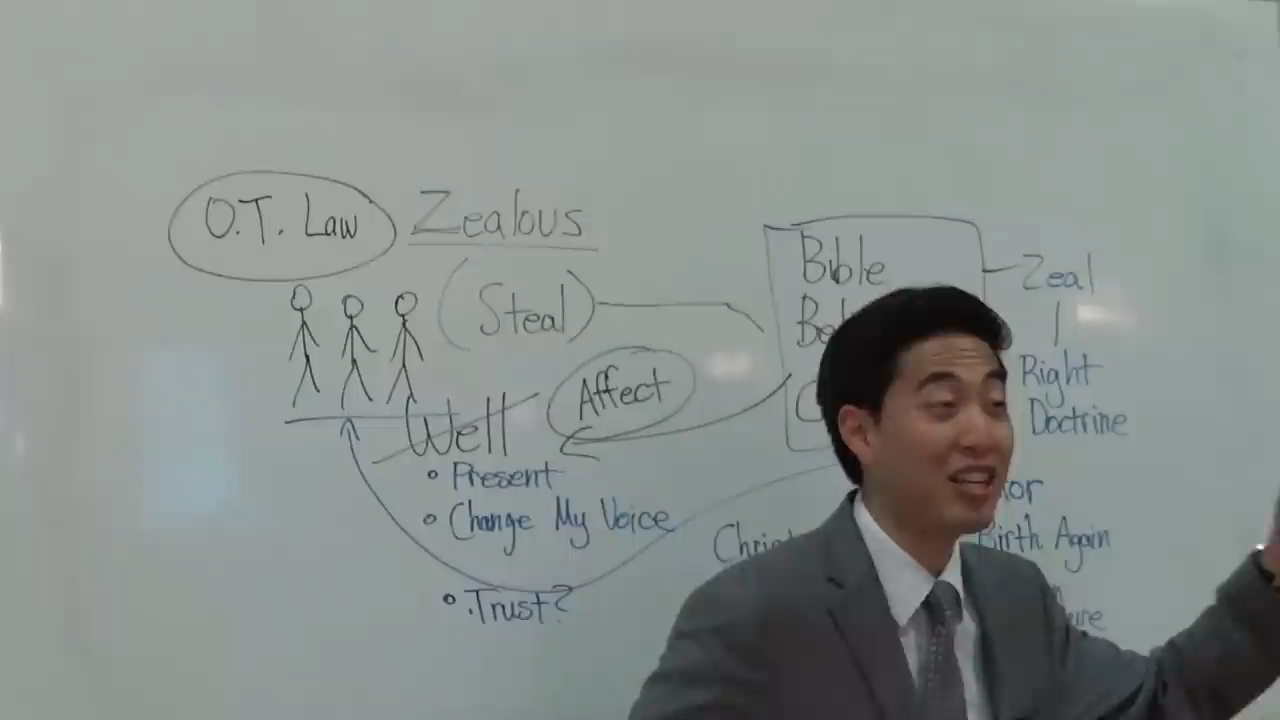 O.T. Law
Zealous
(Steal)
Affect
Well
• Present
• Change My Voice
• Trust?
Bible
Zeal
Right
Doctrine
Birth Again